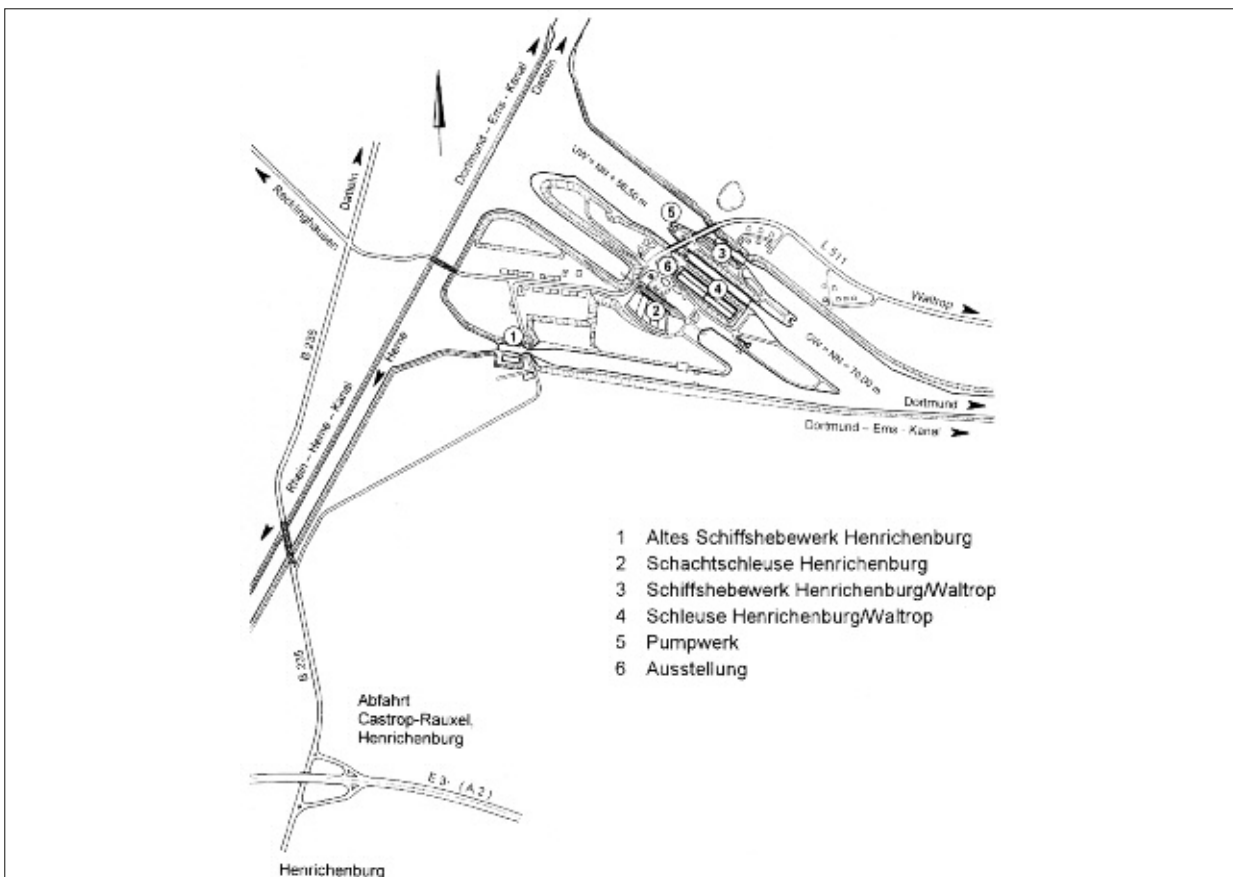 Dortmund – Ems - Kanal
Datteln
Datteln
Recklinghausen
UW = NN + 56,50 m
5
3
6
4
2
1
L 511
Waltrop
B 235
Herne
Rhein – Herne – Kanal
OW = NN – 70,00 m
Dortmund
Dortmund – Ems - Kanal
1 Altes Schiffshebewerk Henrichenburg
2 Schachtschleuse Henrichenburg
3 Schiffshebewerk Henrichenburg/Waltrop
4 Schleuse Henrichenburg/Waltrop
5 Pumpwerk
6 Ausstellung
B 235
Abfahrt
Castrop-Rauxel,
Henrichenburg
E 3- (A 2)
Henrichenburg